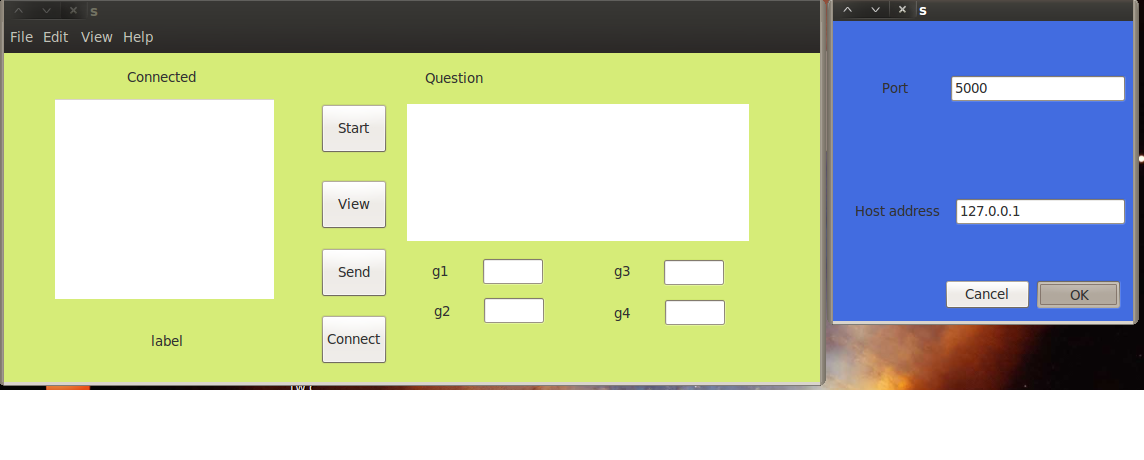 s
File Edit View Help
Connected
Question
Start
View
Send
Connect
g1
g2
g3
g4
label
s
Port
5000
Host address
127.0.0.1
Cancel
OK